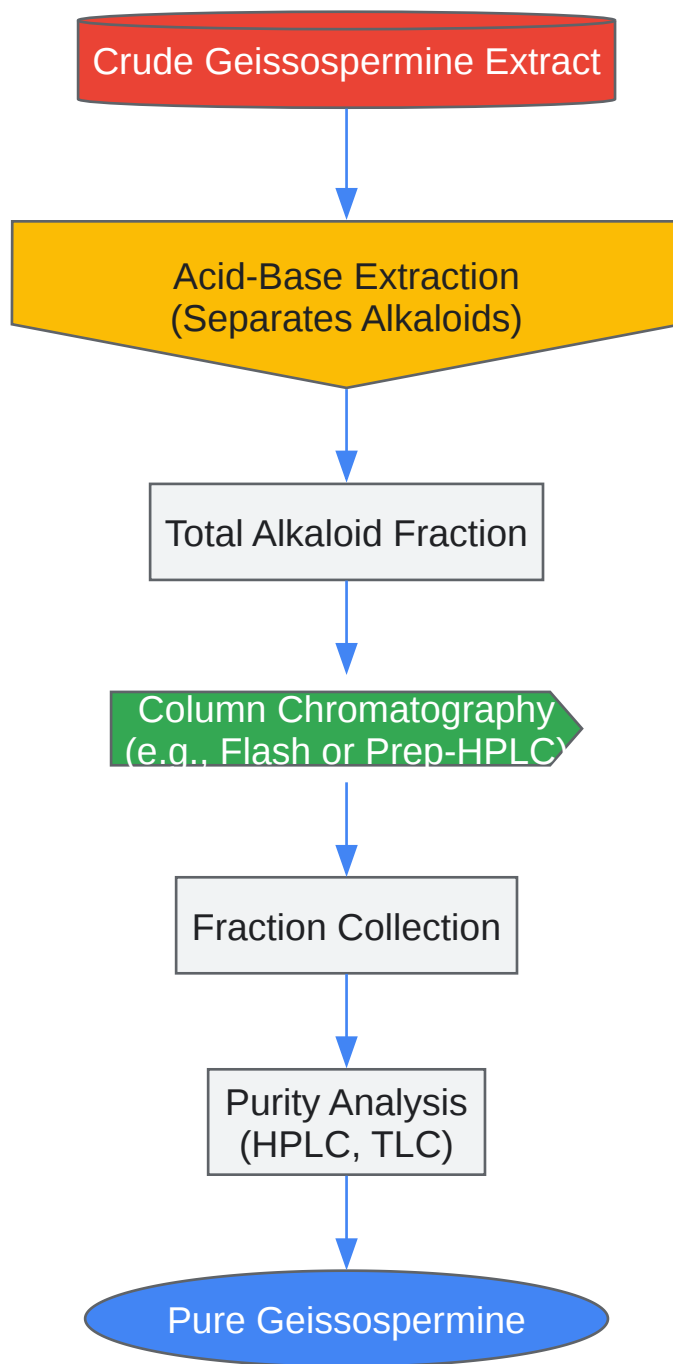 Crude Geissospermine Extract
Acid-Base Extraction
(Separates Alkaloids)
Total Alkaloid Fraction
Column Chromatography
(e.g., Flash or Prep-HPLC)
Fraction Collection
Purity Analysis
(HPLC, TLC)
Pure Geissospermine